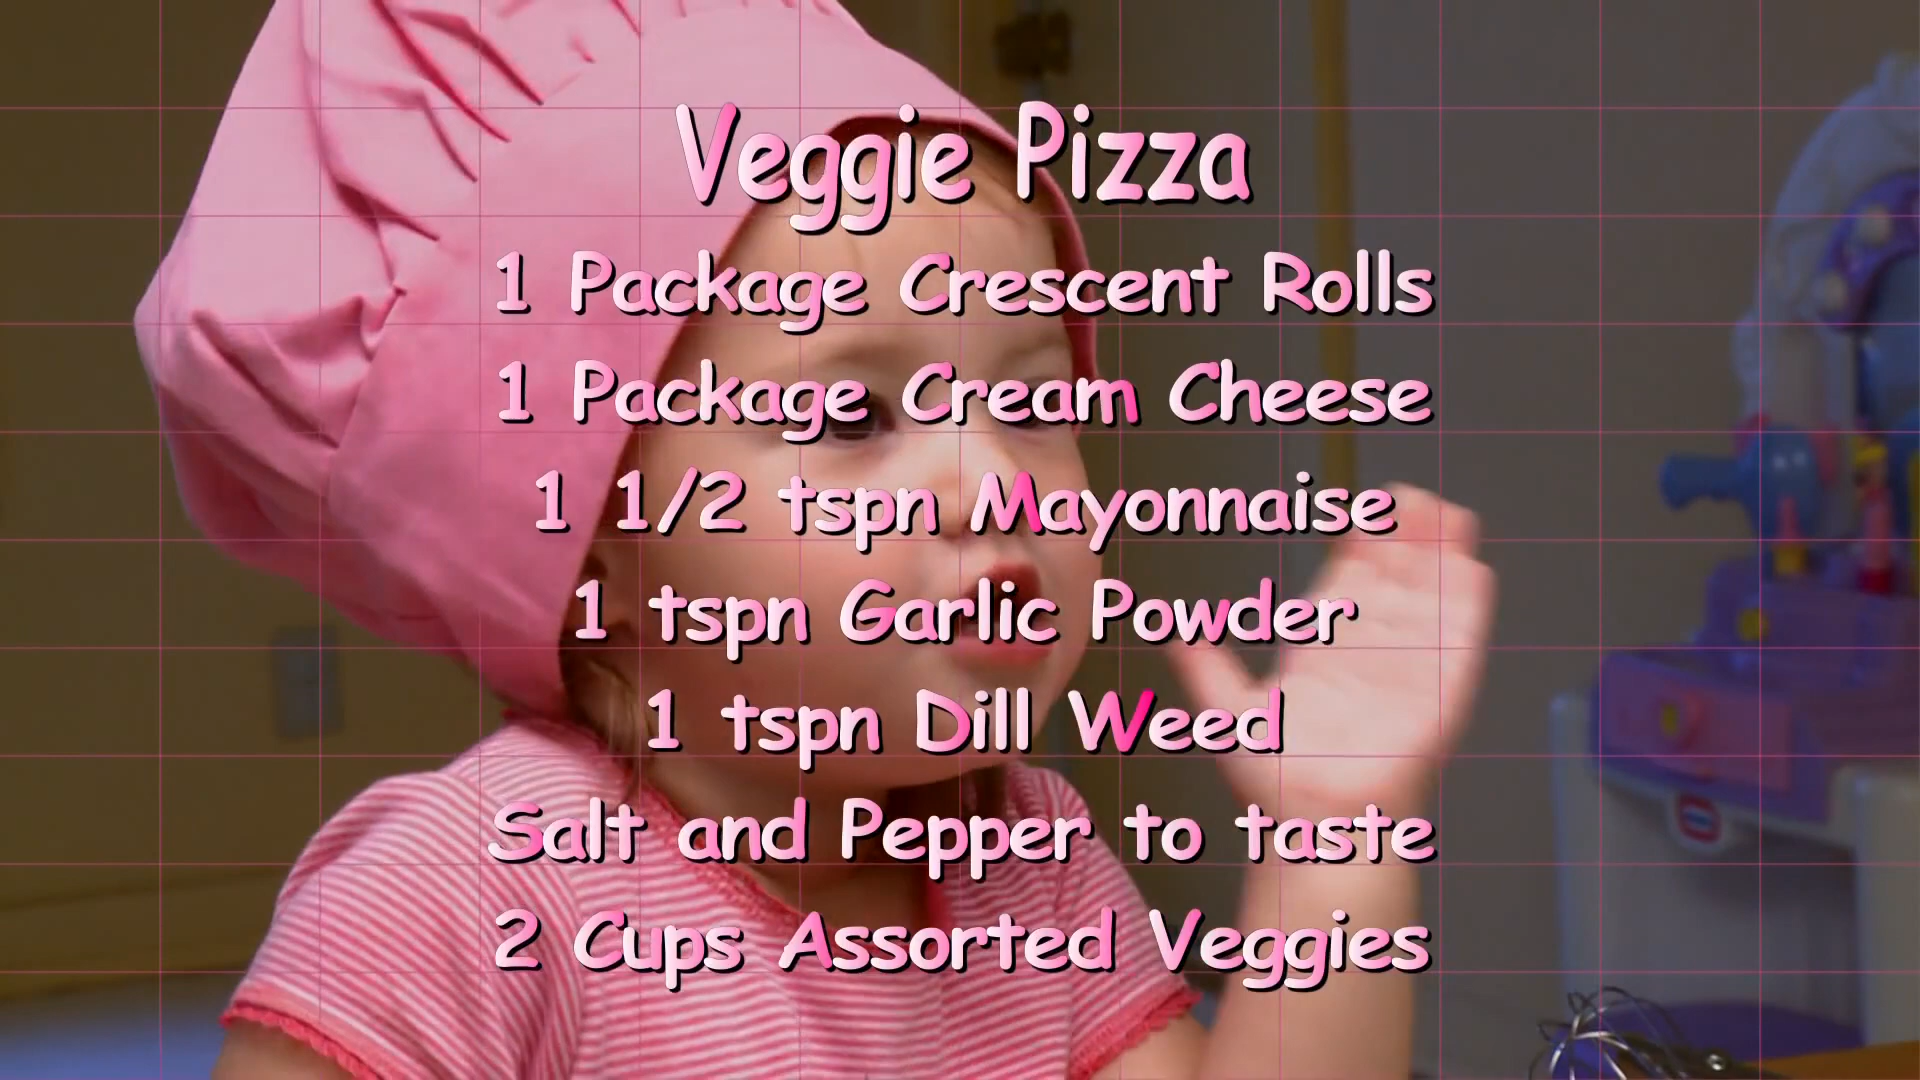 Veggie Pizza
1 Package Crescent Rolls
1 Package Cream Cheese
1 1/2 tspn Mayonnaise
1 tspn Garlic Powder
1 tspn Dill Weed
Salt and Pepper to taste
2 Cups Assorted Veggies